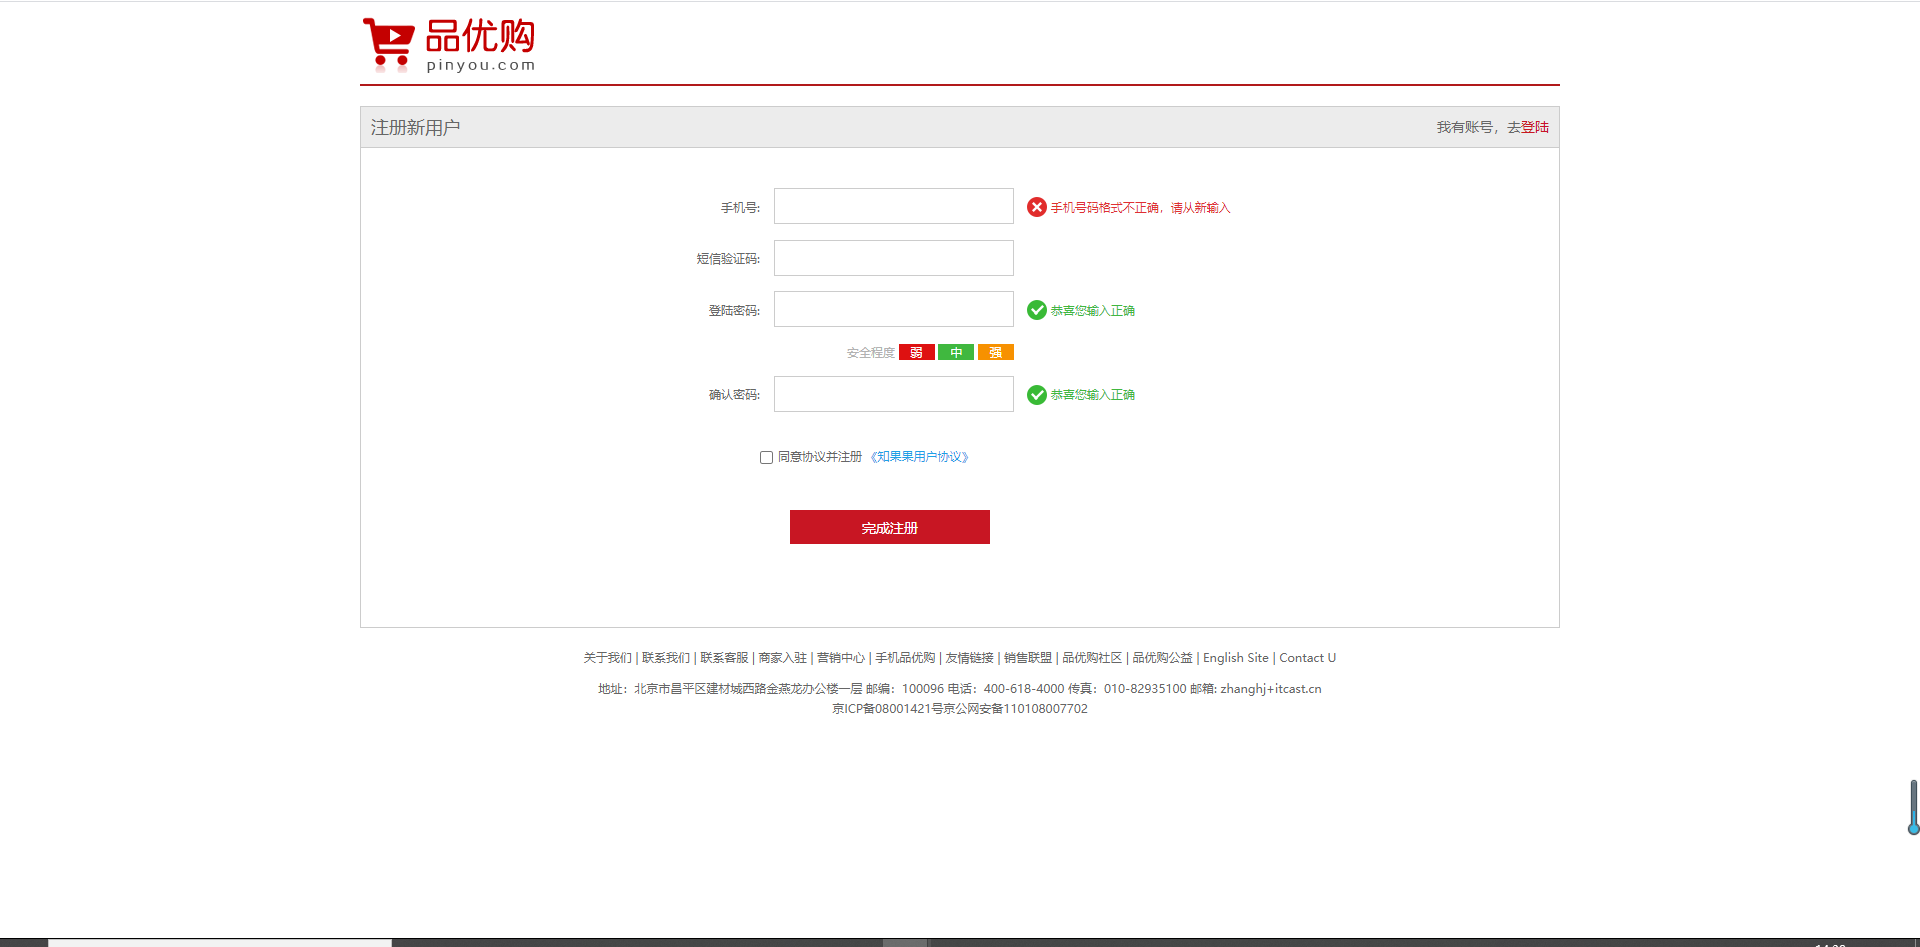 品优购
pinyou.com
注册新用户
我有账号，去登陆
手机号:
手机号码格式不正确，请从新输入
短信验证码:
登陆密码:
恭喜您输入正确
安全程度 弱 中 强
确认密码:
恭喜您输入正确
同意协议并注册 《知果果用户协议》
完成注册
关于我们 | 联系我们 | 联系客服 | 商家入驻 | 营销中心 | 手机品优购 | 友情链接 | 销售联盟 | 品优购社区 | 品优购公益 | English Site | Contact U
地址：北京市昌平区建材城西路金燕龙办公楼一层 邮编：100096 电话：400-618-4000 传真：010-82935100 邮箱: zhanghj+itcast.cn
京ICP备08001421号京公网安备110108007702